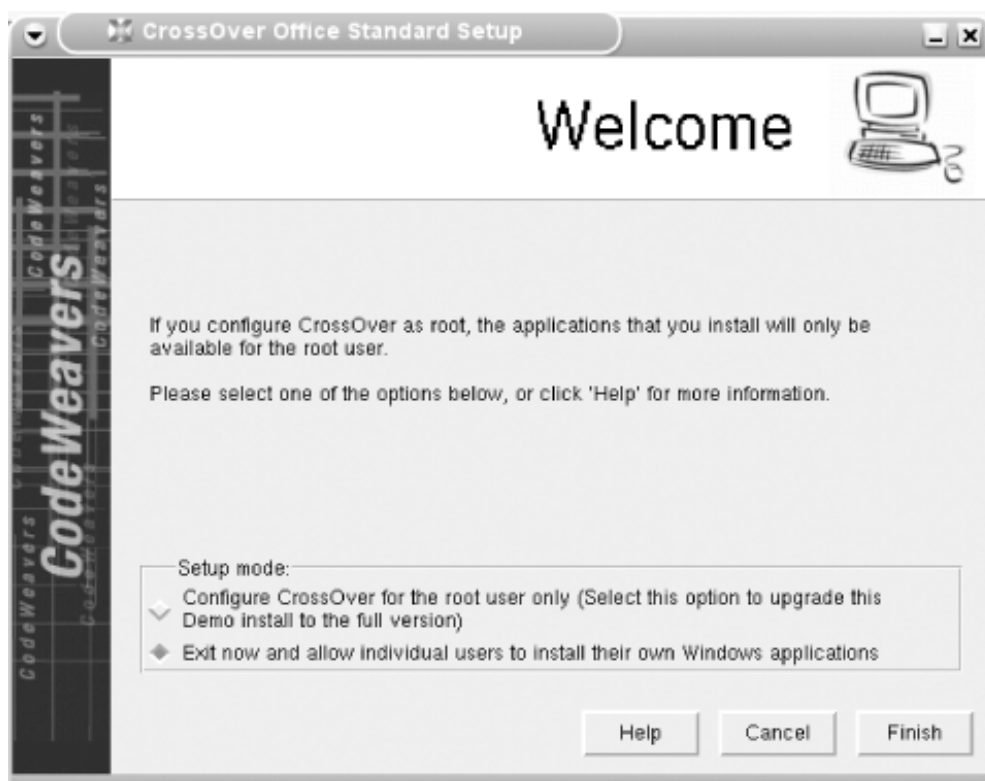 CrossOver Office Standard Setup
Welcome
CodeWeavers
CodeWeavers
CodeWeavers
CodeWeavers
If you configure CrossOver as root, the applications that you install will only be
available for the root user.
Please select one of the options below, or click 'Help' for more information.
Setup mode:
Configure CrossOver for the root user only (Select this option to upgrade this
Demo install to the full version)
Exit now and allow individual users to install their own Windows applications
Help Cancel Finish